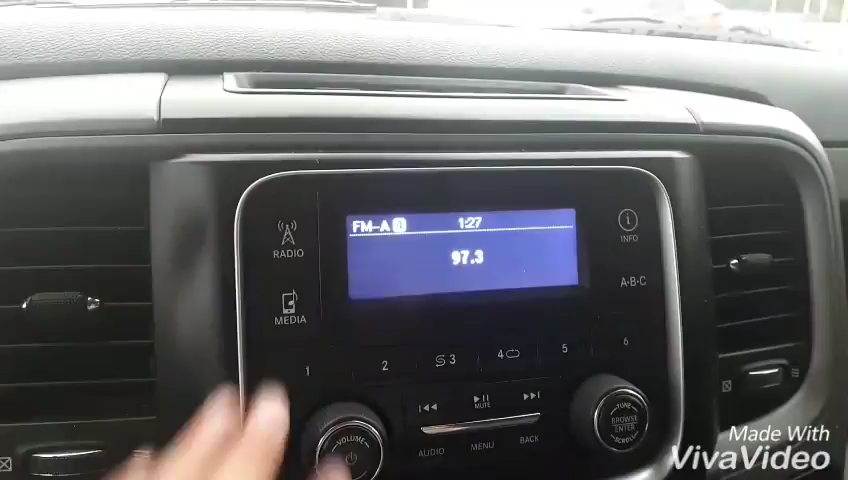 FM-A 1:27
97.3
RADIO
MEDIA
INFO
A·B·C
1 2 3 4 5 6
MUTE
AUDIO MENU BACK
VOLUME
TUNE
BROWSE
ENTER
SCROLL
Made With
VivaVideo